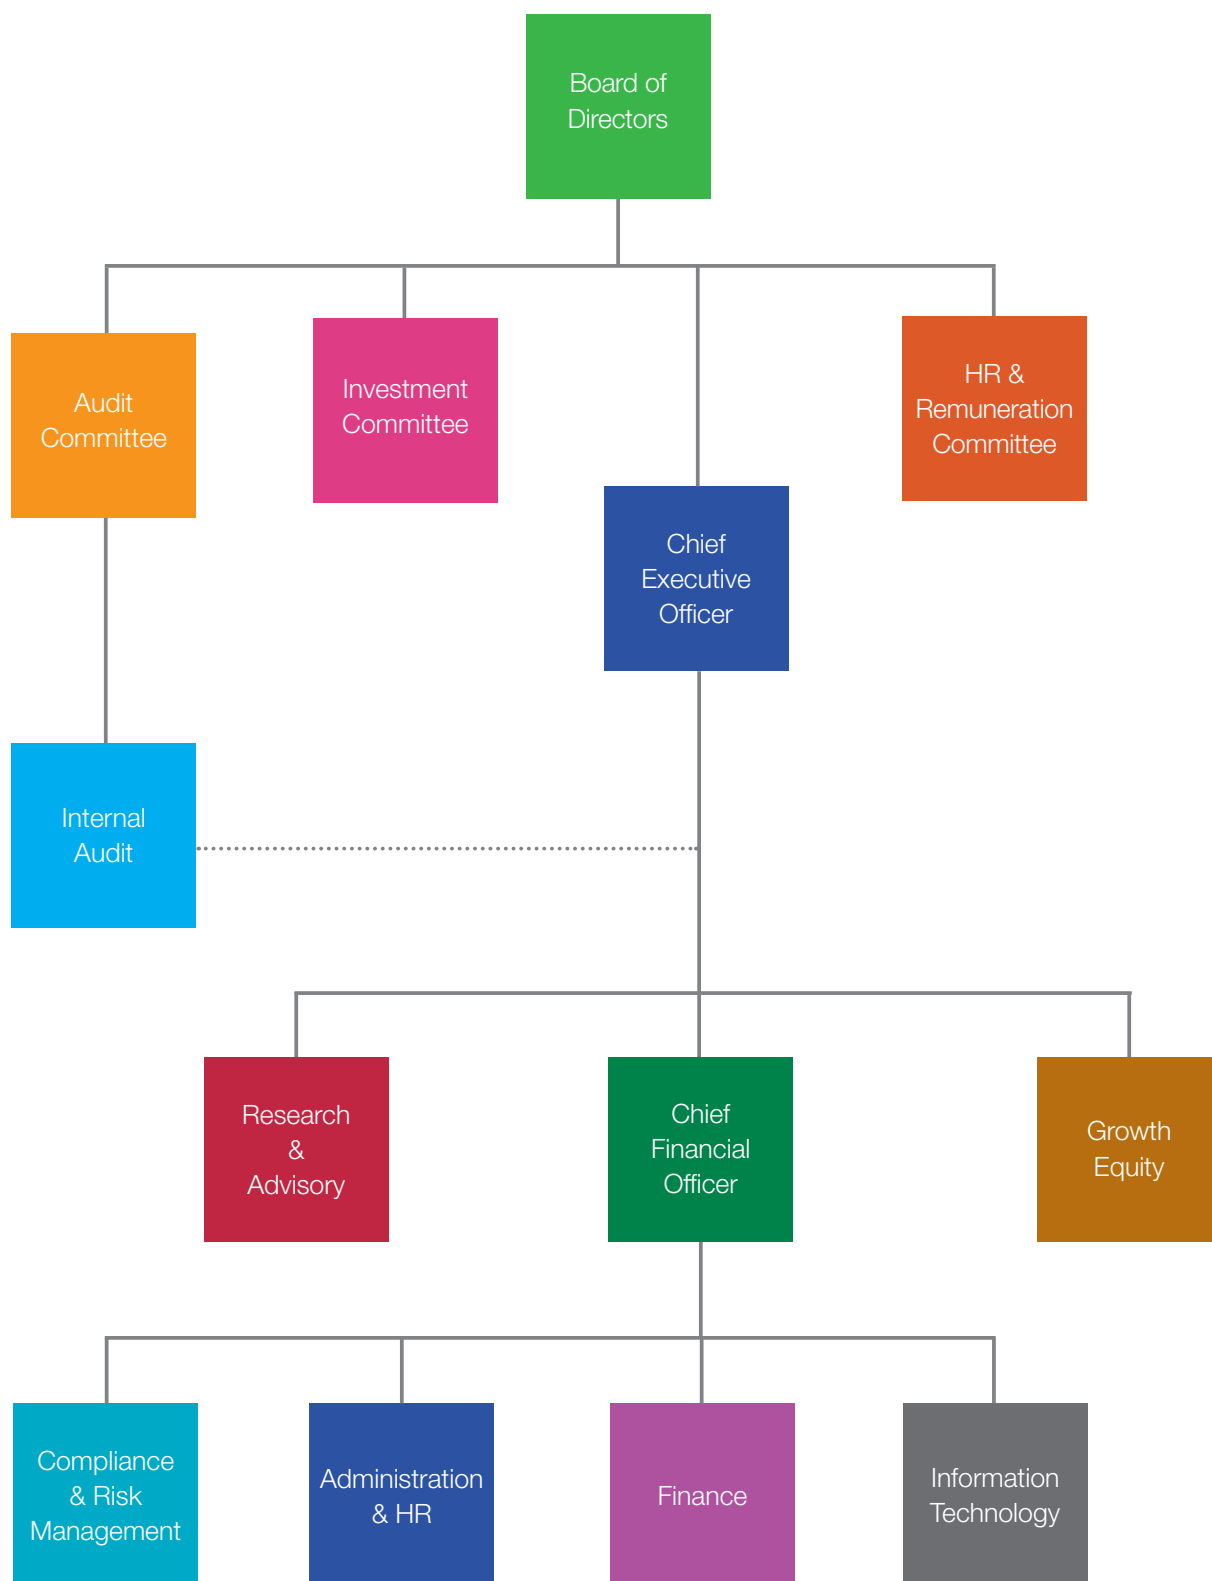 Board of
Directors
Audit
Committee
Investment
Committee
HR &
Remuneration
Committee
Chief
Executive
Officer
Internal
Audit
Research
&
Advisory
Chief
Financial
Officer
Growth
Equity
Compliance
& Risk
Management
Administration
& HR
Finance
Information
Technology